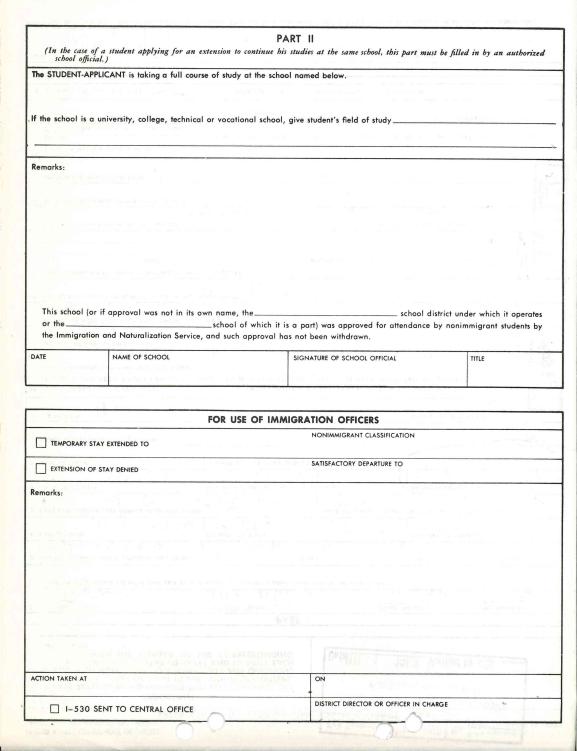 PART II
(In the case of a student applying for an extension to continue his studies at the same school, this part must be filled in by an authorized
school official.)
The STUDENT-APPLICANT is taking a full course of study at the school named below.
If the school is a university, college, technical or vocational school, give student's field of study
Remarks:
This school (or if approval was not in its own name, the school district under which it operates
or the school of which it is a part) was approved for attendance by nonimmigrant students by
the Immigration and Naturalization Service, and such approval has not been withdrawn.
DATE NAME OF SCHOOL SIGNATURE OF SCHOOL OFFICIAL TITLE
FOR USE OF IMMIGRATION OFFICERS
TEMPORARY STAY EXTENDED TO NONIMMIGRANT CLASSIFICATION
EXTENSION OF STAY DENIED SATISFACTORY DEPARTURE TO
Remarks:
ACTION TAKEN AT ON
I-530 SENT TO CENTRAL OFFICE DISTRICT DIRECTOR OR OFFICER IN CHARGE